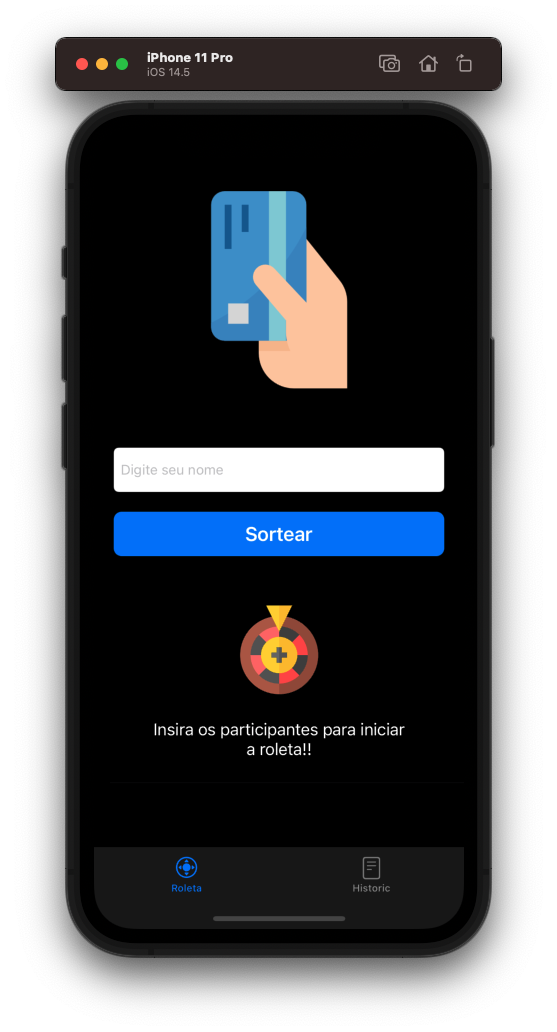 iPhone 11 Pro
iOS 14.5
Digite seu nome
Sortear
Insira os participantes para iniciar
a roleta!!
Roleta
Historic